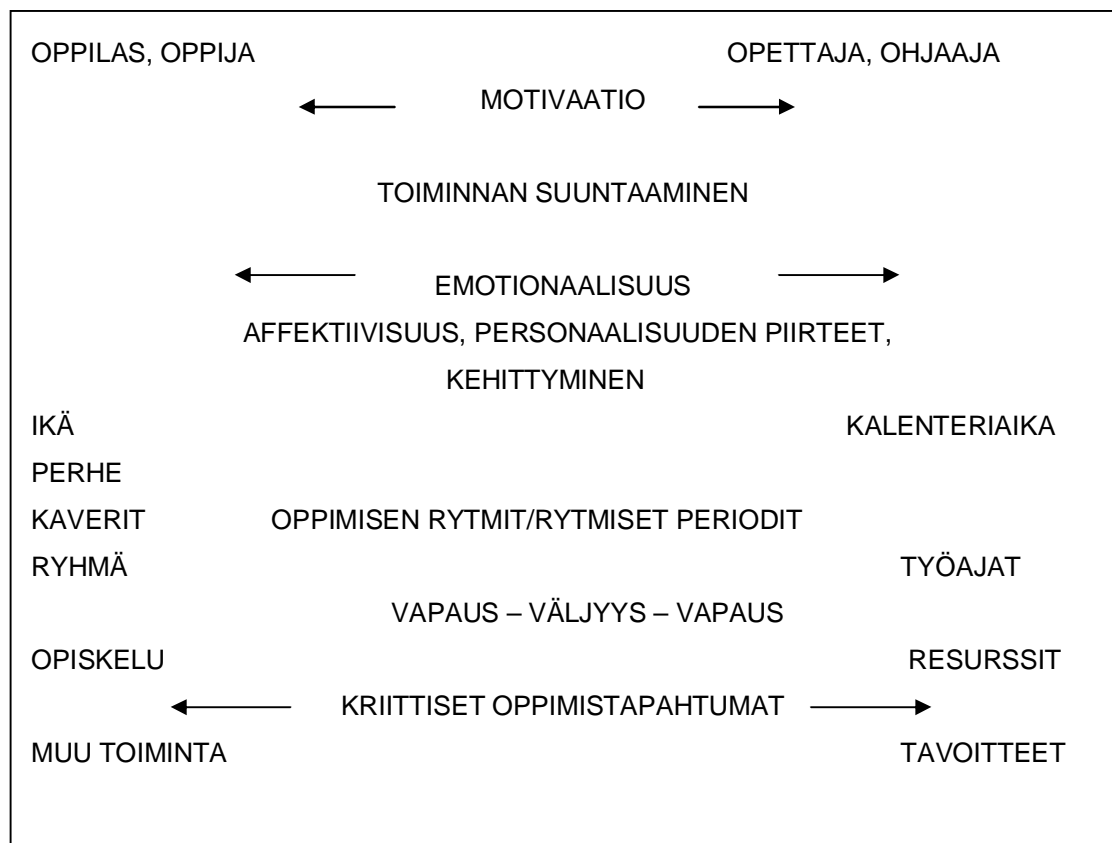 OPPILAS, OPPIJA OPETTAJA, OHJAAJA
MOTIVAATIO
TOIMINNAN SUUNTAAMINEN
EMOTIONAALISUUS
AFFEKTIIVISUUS, PERSONAALISUUDEN PIIRTEET,
KEHITTYMINEN
IKÄ KALENTERIAIKA
PERHE
KAVERIT OPPIMISEN RYTMIT/RYTMISET PERIODIT
RYHMÄ TYÖAJAT
VAPAUS – VÄLJYYS – VAPAUS
OPISKELU RESURSSIT
KRIITTISET OPPIMISTAPAHTUMAT
MUU TOIMINTA TAVOITTEET